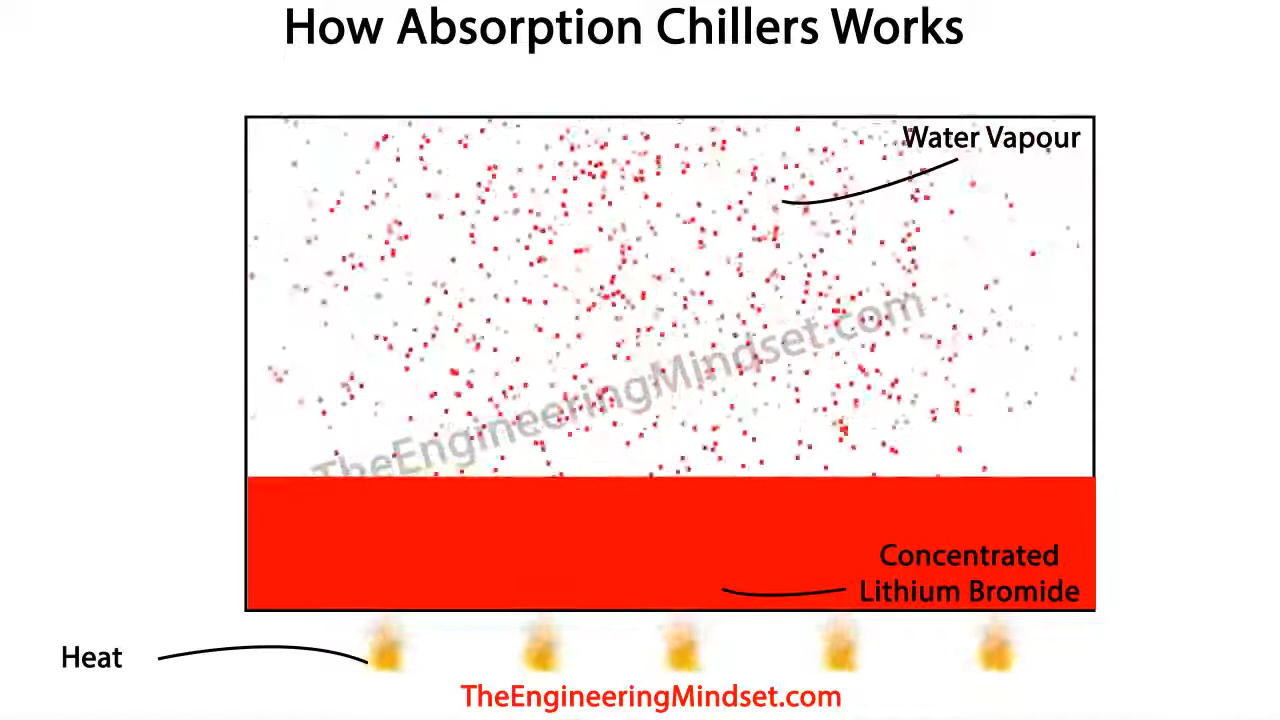 How Absorption Chillers Works
Water Vapour
TheEngineeringMindset.com
Concentrated
Lithium Bromide
Heat
TheEngineeringMindset.com